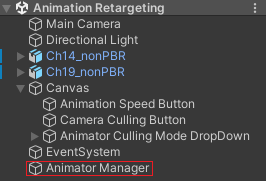 Animation Retargeting
Main Camera
Directional Light
Ch14_nonPBR
Ch19_nonPBR
Canvas
Animation Speed Button
Camera Culling Button
Animator Culling Mode DropDown
EventSystem
Animator Manager